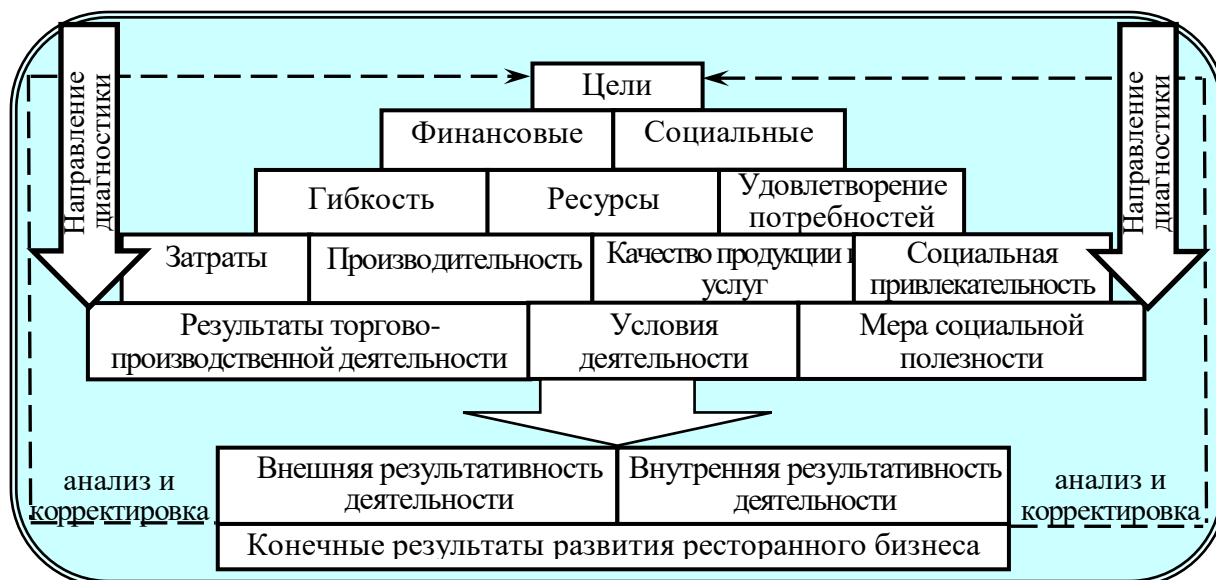 Направление
диагностики
Цели
Финансовые
Социальные
Гибкость
Ресурсы
Удовлетворение
потребностей
Направление
диагностики
Затраты
Производительность
Качество продукции и
услуг
Социальная
привлекательность
Результаты торгово-
производственной деятельности
Условия
деятельности
Мера социальной
полезности
Внешняя результативность
деятельности
Внутренняя результативность
деятельности
анализ и
корректировка
анализ и
корректировка
Конечные результаты развития ресторанного бизнеса